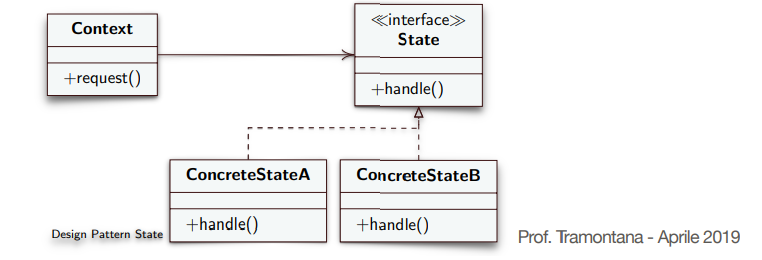 Context
+request()
≪interface≫
State
+handle()
ConcreteStateA
+handle()
ConcreteStateB
+handle()
Design Pattern State
Prof. Tramontana - Aprile 2019